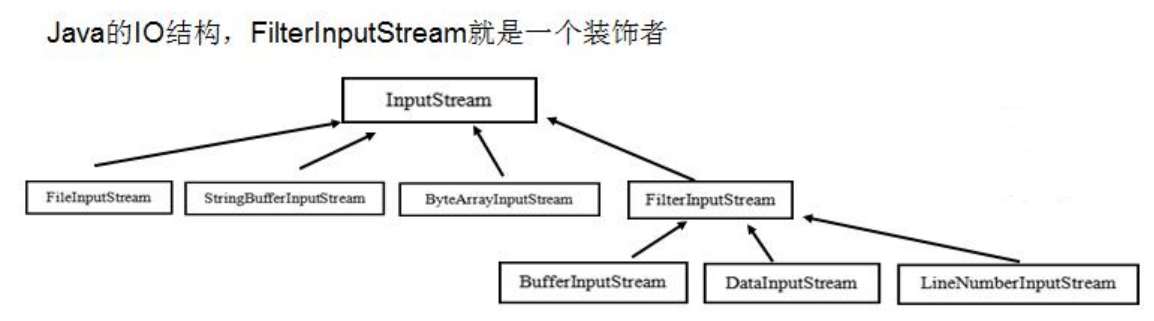 Java的IO结构，FilterInputStream就是一个装饰者
InputStream
FileInputStream
StringBufferInputStream
ByteArrayInputStream
FilterInputStream
BufferInputStream
DataInputStream
LineNumberInputStream